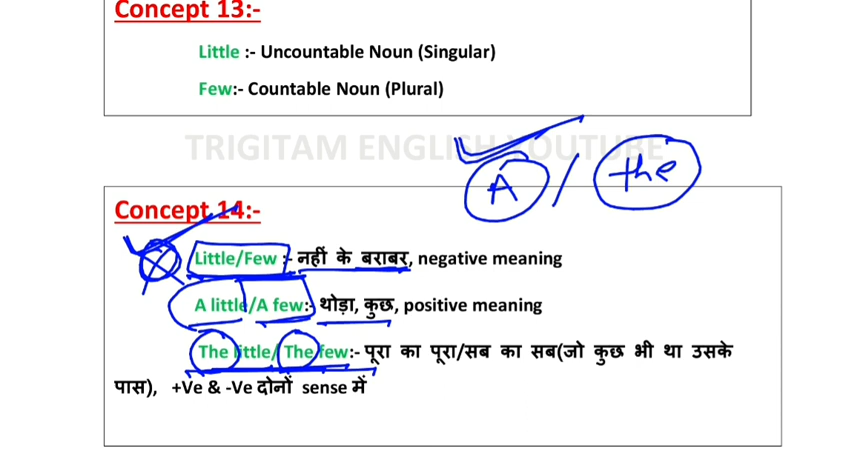 Concept 13:-
Little :- Uncountable Noun (Singular)
Few:- Countable Noun (Plural)
TRIGITAM ENGLISH YOUTUBE
A / the
Concept 14:-
Little/Few :- नहीं के बराबर, negative meaning
A little/A few:- थोड़ा, कुछ, positive meaning
The little/The few:- पूरा का पूरा/सब का सब(जो कुछ भी था उसके
पास), +Ve & -Ve दोनों sense में